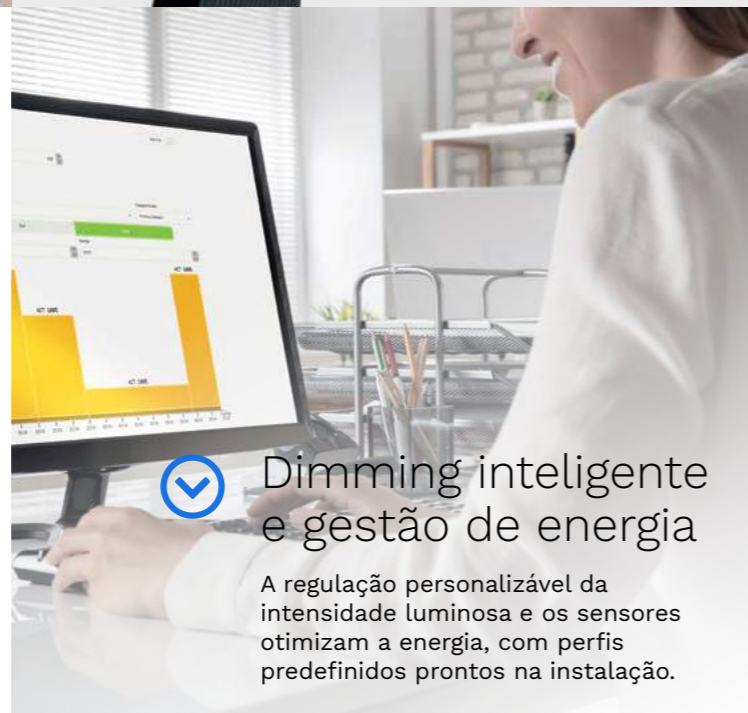 Dimming inteligente
e gestão de energia
A regulação personalizável da
intensidade luminosa e os sensores
otimizam a energia, com perfis
predefinidos prontos na instalação.